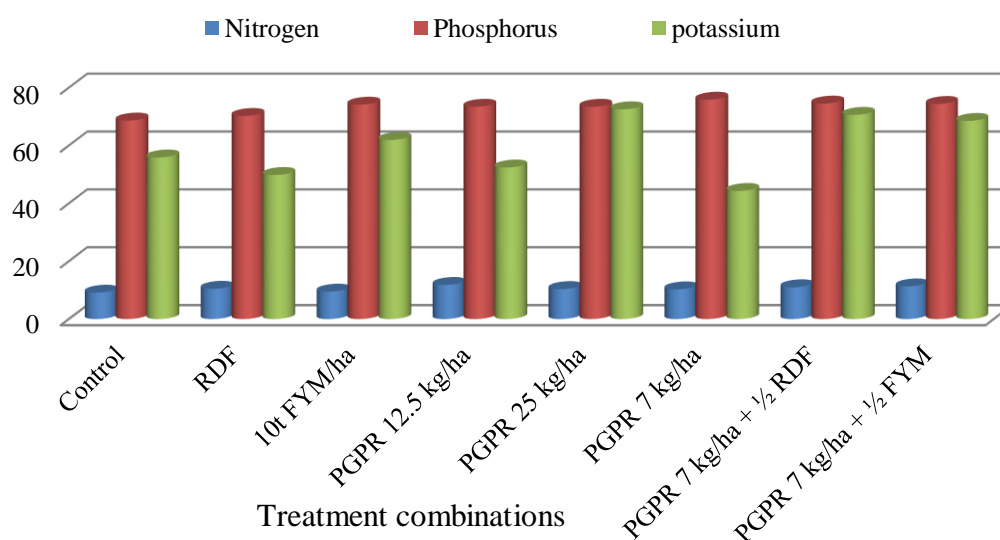 Nitrogen Phosphorus potassium
80
60
40
20
0
Control
RDF
10t FYM/ha
PGPR 12.5 kg/ha
PGPR 25 kg/ha
PGPR 7 kg/ha
PGPR 7 kg/ha + ½ RDF
PGPR 7 kg/ha + ½ FYM
Treatment combinations